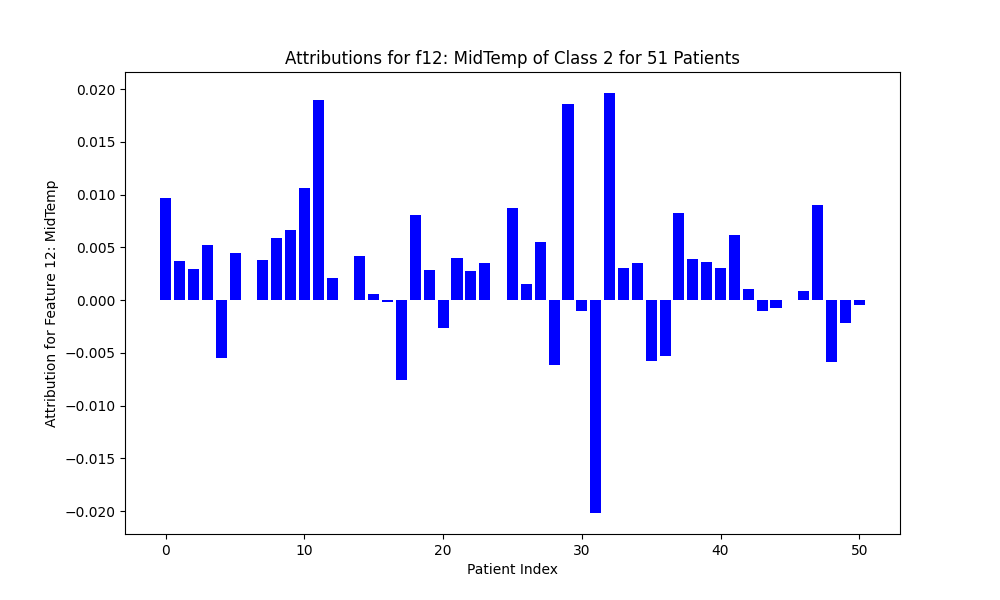 Attributions for f12: MidTemp of Class 2 for 51 Patients
Attribution for Feature 12: MidTemp
0.020
0.015
0.010
0.005
0.000
−0.005
−0.010
−0.015
−0.020
0 10 20 30 40 50
Patient Index